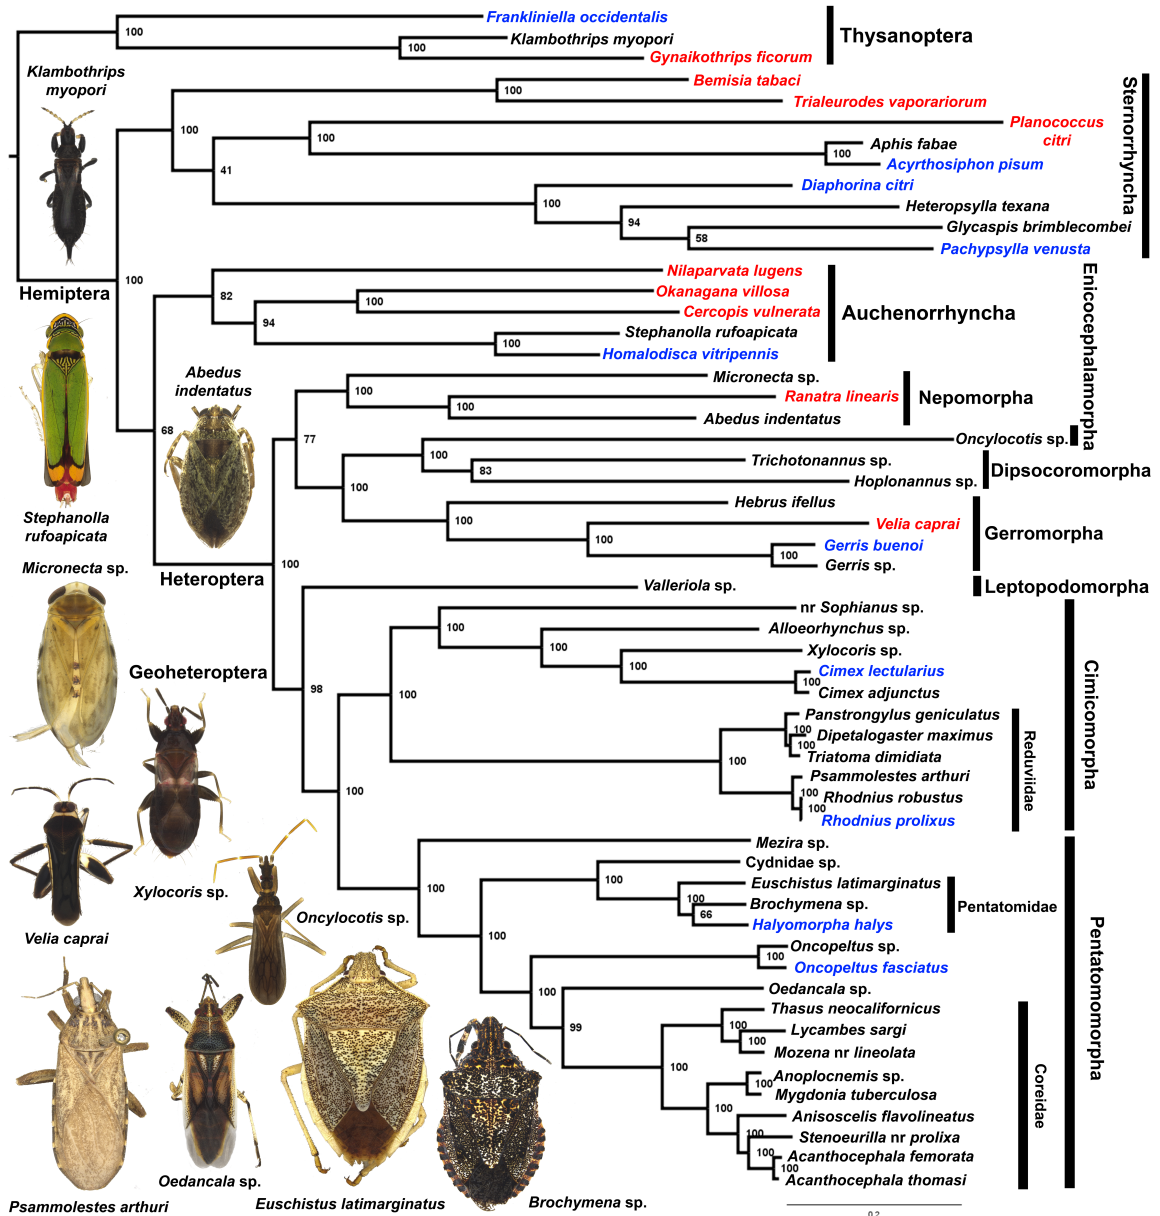 Frankliniella occidentalis
100
Klambothrips myopori
100
Gynaikothrips ficorum
Thysanoptera
Klambothrips
myopori
Bemisia tabaci
100
Trialeurodes vaporariorum
100
Planococcus
citri
100
Aphis fabae
100
Acyrthosiphon pisum
41
Diaphorina citri
100
Heteropsylla texana
94
Glycaspis brimblecombei
58
Pachypsylla venusta
Sternorrhyncha
Hemiptera
100
Nilaparvata lugens
82
Okanagana villosa
100
Cercopis vulnerata
94
Stephanolla rufoapicata
100
Homalodisca vitripennis
Auchenorrhyncha
Enicocephalamorpha
68
Abedus
indentatus
Micronecta sp.
100
Ranatra linearis
100
Abedus indentatus
Nepomorpha
77
Oncylocotis sp.
100
Trichotonannus sp.
83
Hoplonannus sp.
Dipsocoromorpha
100
Hebrus ifellus
100
Velia caprai
100
Gerris buenoi
100
Gerris sp.
Gerromorpha
Stephanolla
rufoapicata
Micronecta sp.
Heteroptera
100
Valleriola sp.
Leptopodomorpha
nr Sophianus sp.
100
Alloeorhynchus sp.
100
Xylocoris sp.
100
Cimex lectularius
100
Cimex adjunctus
Geoheteroptera
98
100
Panstrongylus geniculatus
100
Dipetalogaster maximus
100
Triatoma dimidiata
100
Psammolestes arthuri
100
Rhodnius robustus
100
Rhodnius prolixus
Reduviidae
Cimicomorpha
100
Mezira sp.
100
Cydnidae sp.
100
Euschistus latimarginatus
100
Brochymena sp.
66
Halyomorpha halys
Pentatomidae
100
Oncopeltus sp.
100
Oncopeltus fasciatus
100
Oedancala sp.
99
Thasus neocalifornicus
100
Lycambes sargi
100
Mozena nr lineolata
100
Anoplocnemis sp.
100
Mygdonia tuberculosa
100
Anisoscelis flavolineatus
100
Stenoeurilla nr prolixa
100
Acanthocephala femorata
100
Acanthocephala thomasi
Coreidae
Pentatomomorpha
Xylocoris sp.
Oncylocotis sp.
Velia caprai
Oedancala sp.
Psammolestes arthuri
Euschistus latimarginatus
Brochymena sp.
0.2